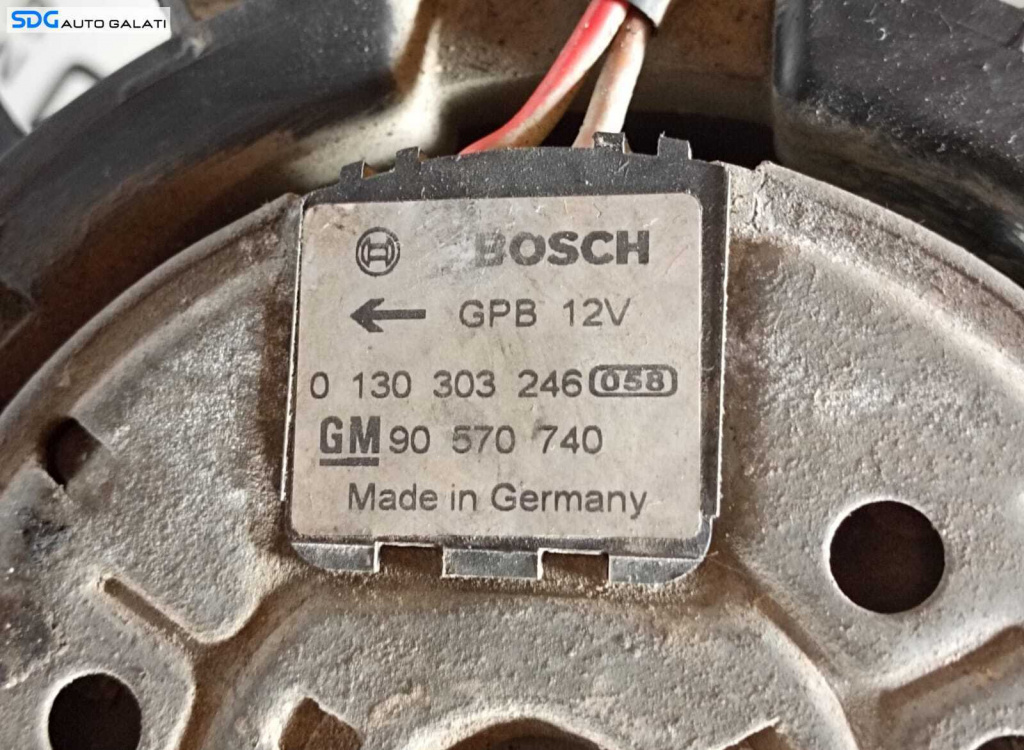 SDG AUTO GALATI
BOSCH
GPB 12V
0 130 303 246 058
GM 90 570 740
Made in Germany